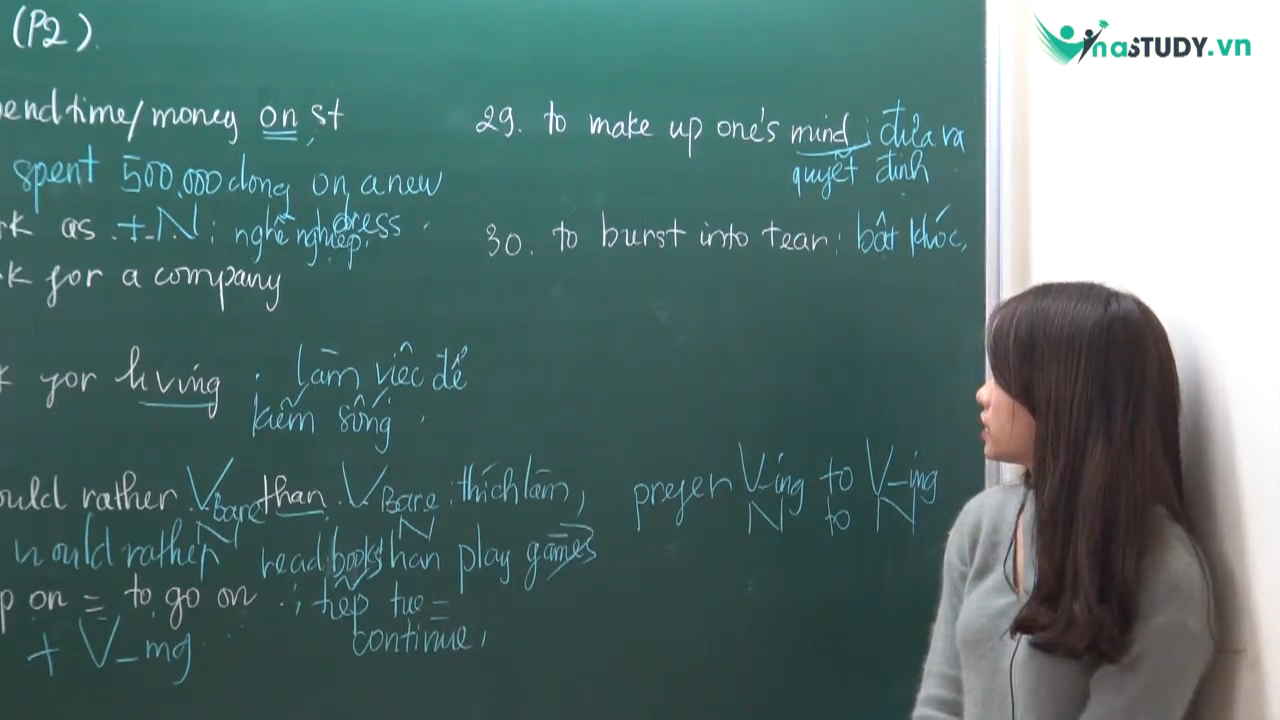 (P2).
end time/money on st
spent 500.000 dong on a new
dress.
k as + N : nghề nghiệp.
k for a company
k for living : làm việc để
kiếm sống.
ould rather V Bare than V Bare : thích làm,
N N
would rather read books than play games
p on = to go on : tiếp tục =
continue,
+ V-ing
29. to make up one's mind : đưa ra
quyết định
30. to burst into tear : bật khóc,
prefer V-ing to V-ing
N to N
VinaSTUDY.vn